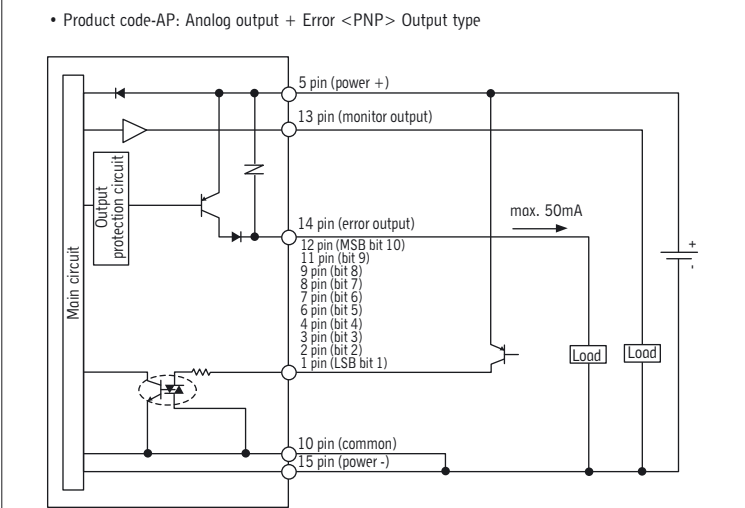 • Product code-AP: Analog output + Error <PNP> Output type
5 pin (power +)
13 pin (monitor output)
Output
protection circuit
14 pin (error output)
max. 50mA
12 pin (MSB bit 10)
11 pin (bit 9)
9 pin (bit 8)
8 pin (bit 7)
7 pin (bit 6)
6 pin (bit 5)
4 pin (bit 4)
3 pin (bit 3)
2 pin (bit 2)
1 pin (LSB bit 1)
+
-
Main circuit
Load
Load
10 pin (common)
15 pin (power -)